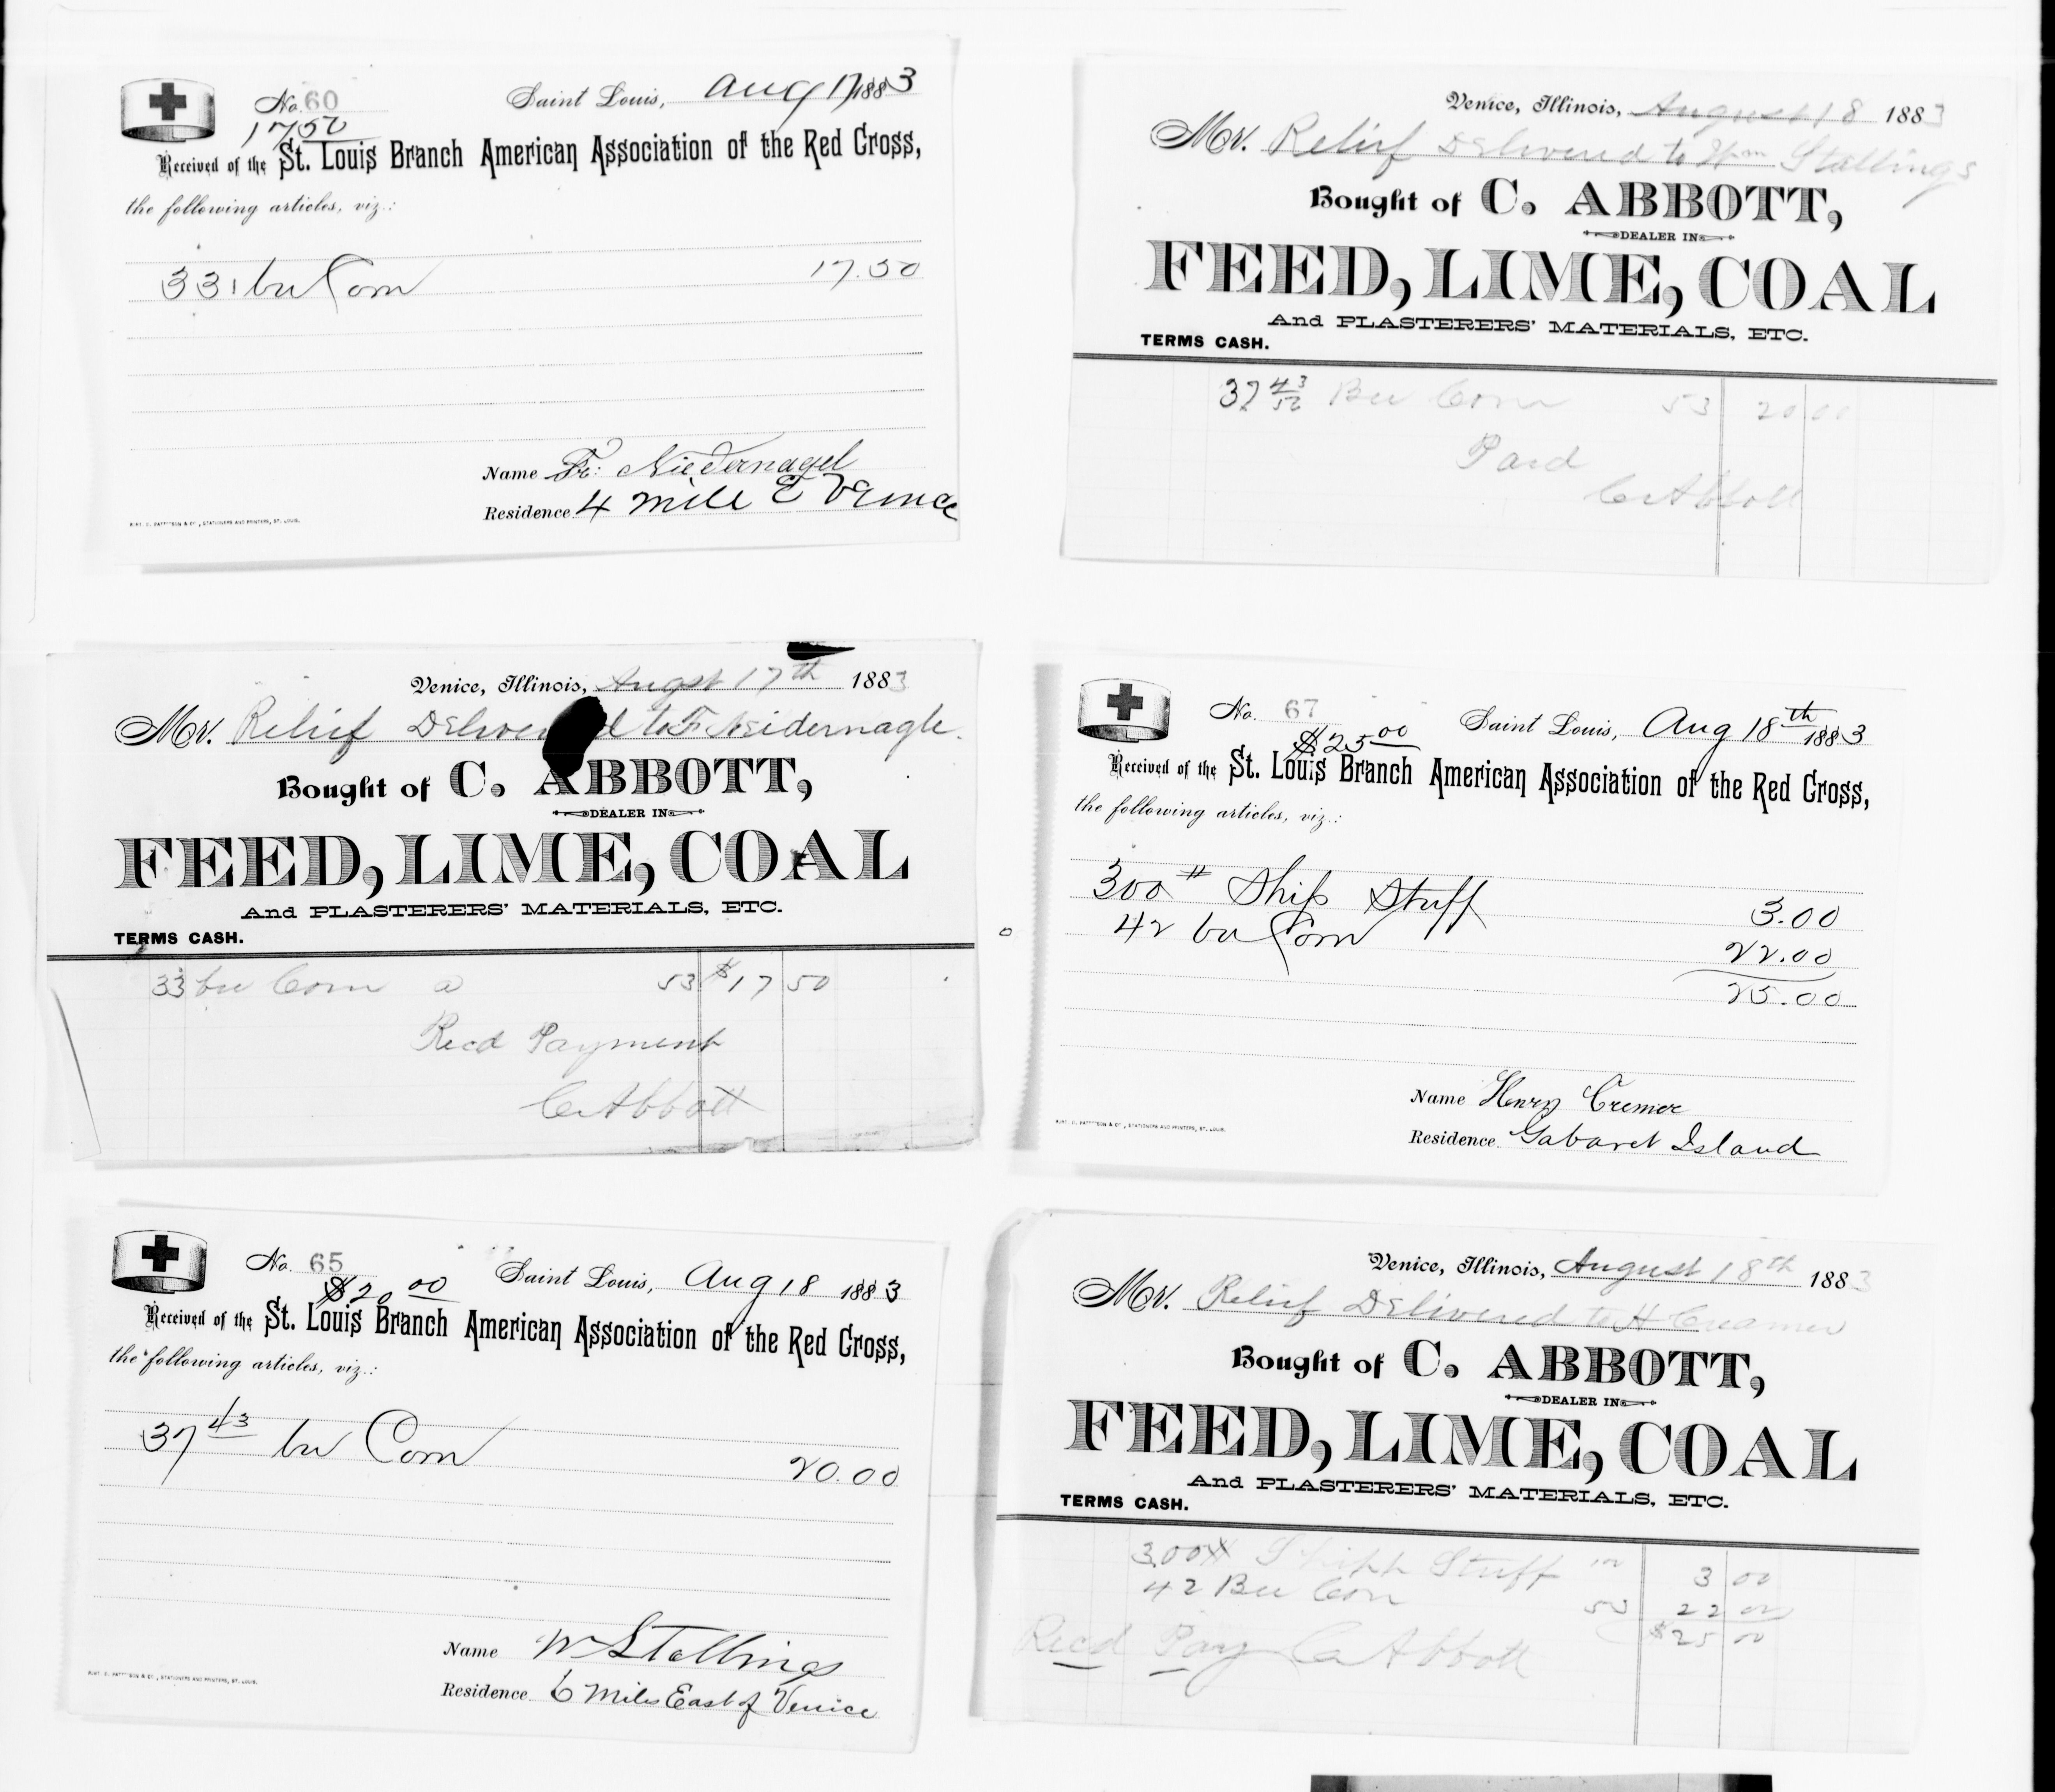 No. 60 Saint Louis, Aug 17 1883
17.50
Received of the St. Louis Branch American Association of the Red Cross,
the following articles, viz.:
33 bu Corn 17.50
Name Fr: Niedernagel
Residence 4 mile E Venice
Venice, Illinois, August 18 1883
Mr. Relief Delivered to Wm Stallings
Bought of C. ABBOTT,
DEALER IN
FEED, LIME, COAL
And PLASTERERS' MATERIALS, ETC.
TERMS CASH.
37 43/56 Bu Corn 53 20 00
Paid
C Abbott
Venice, Illinois, Augst 17th 1883
Mr. Relief Delivered to F Neidernagle.
Bought of C. ABBOTT,
DEALER IN
FEED, LIME, COAL
And PLASTERERS' MATERIALS, ETC.
TERMS CASH.
33 bu Corn a 53 $17 50
Recd Payment
C Abbott
No. 67 Saint Louis, Aug 18th 1883
$25 00
Received of the St. Louis Branch American Association of the Red Cross,
the following articles, viz.:
300 # Ship Stuff 3.00
42 bu Corn 22.00
25.00
Name Henry Cremer
Residence Gabaret Island
No. 65 Saint Louis, Aug 18 1883
$20 00
Received of the St. Louis Branch American Association of the Red Cross,
the following articles, viz.:
37 43 bu Corn 20.00
Name W Stallings
Residence 6 Miles East of Venice
Venice, Illinois, August 18th 1883
Mr. Relief Delivered to H Creamer
Bought of C. ABBOTT,
DEALER IN
FEED, LIME, COAL
And PLASTERERS' MATERIALS, ETC.
TERMS CASH.
300# Shipp Stuff 100 3 00
42 Bu Corn 53 22 00
$25 00
Recd Pay C Abbott